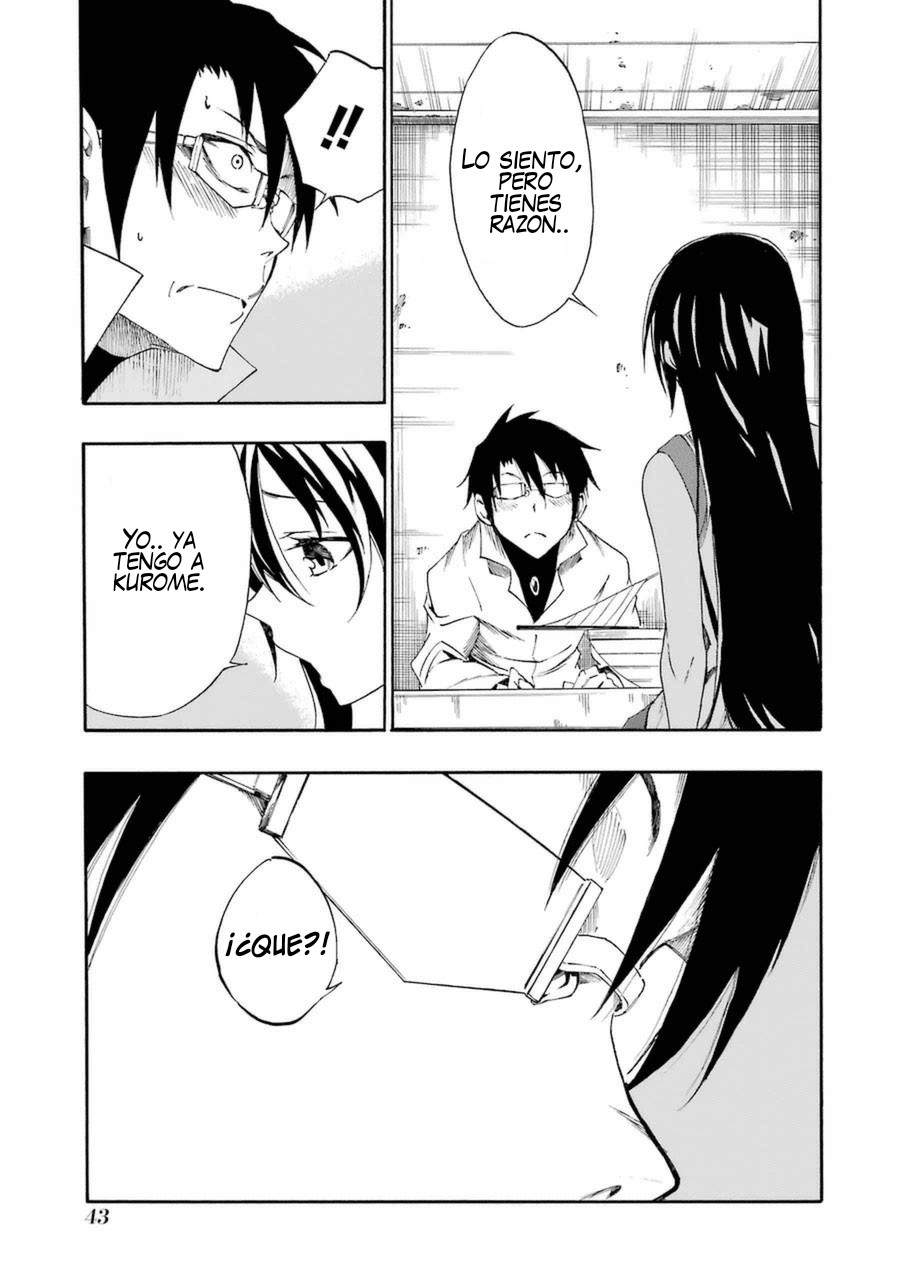 Lo siento,
pero
tienes
razon..
!!
Yo.. ya
tengo a
Kurome.
¡¿Que?!
43